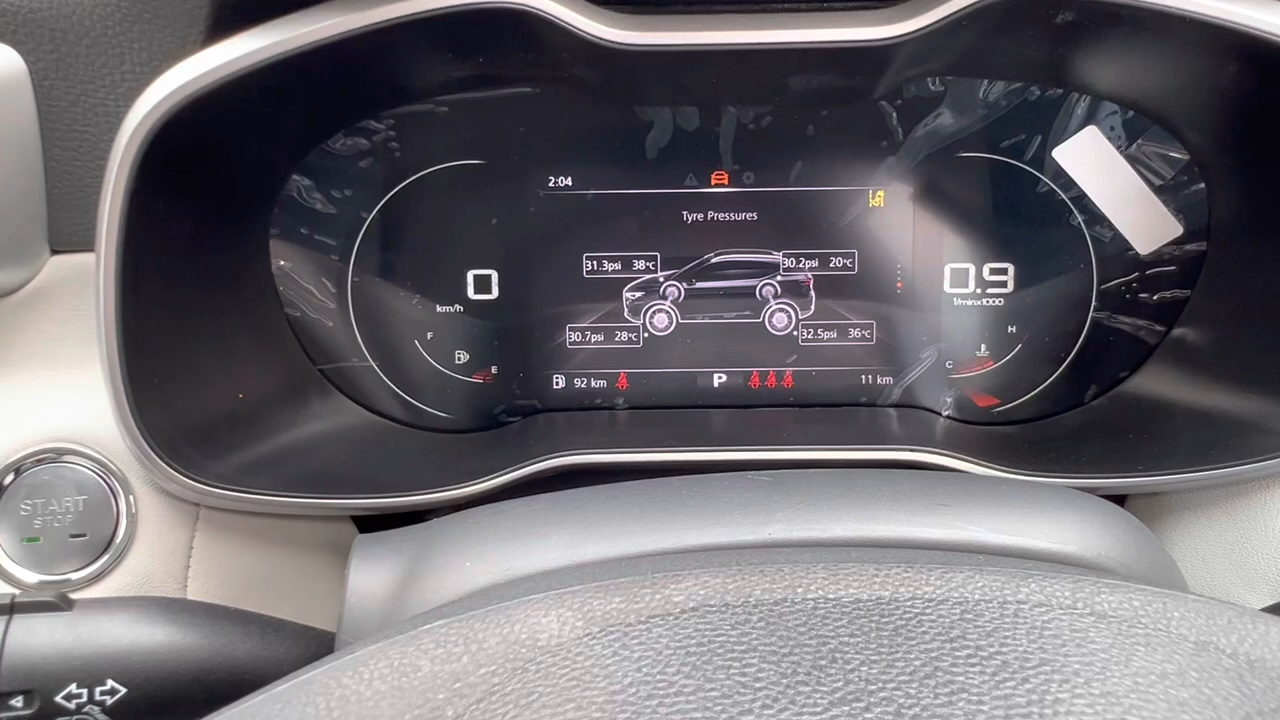 2:04
Tyre Pressures
31.3psi 38℃
30.2psi 20℃
0
km/h
0.9
1/minx1000
30.7psi 28℃
32.5psi 36℃
F
E
H
C
92 km
P
11 km
START
STOP